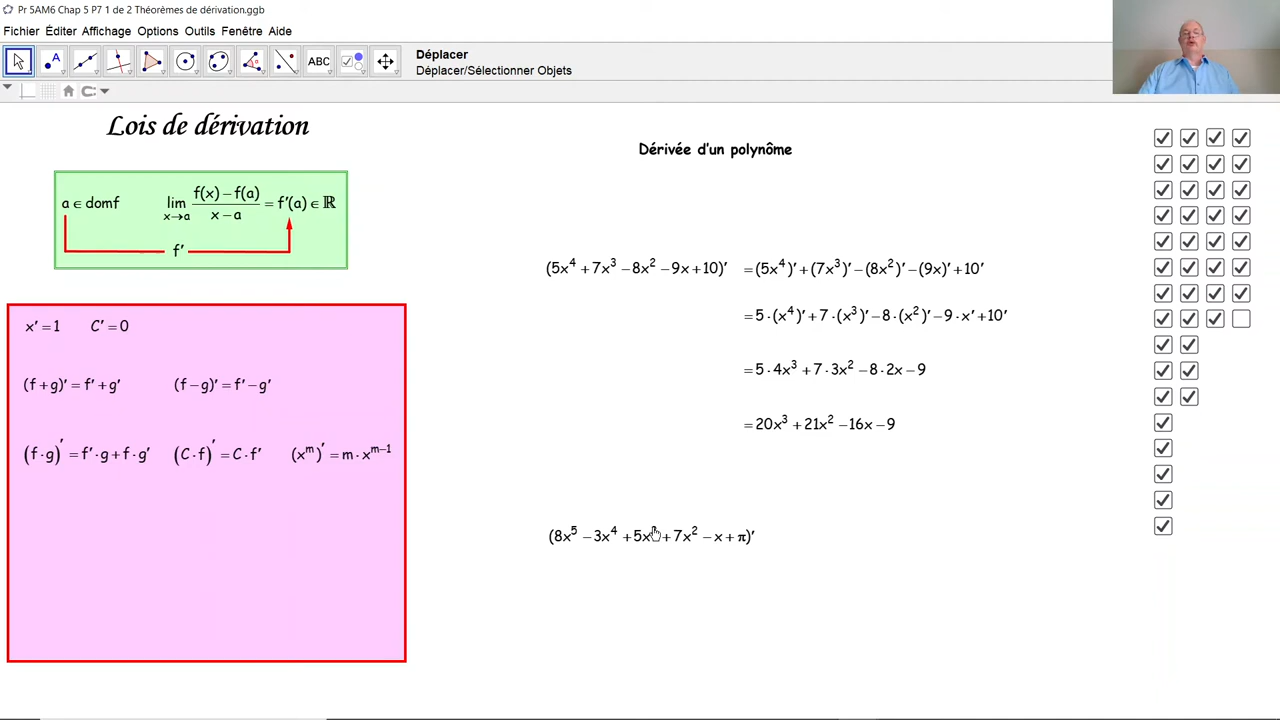 Pr 5AM6 Chap 5 P7 1 de 2 Théorèmes de dérivation.ggb
Fichier Éditer Affichage Options Outils Fenêtre Aide
A
ABC
Déplacer
Déplacer/Sélectionner Objets
Lois de dérivation
a ∈ domf lim x→a (f(x) − f(a))/(x − a) = f'(a) ∈ ℝ
f'
x' = 1 C' = 0
(f + g)' = f' + g' (f − g)' = f' − g'
(f · g)' = f' · g + f · g' (C · f)' = C · f' (x^m)' = m · x^(m−1)
Dérivée d'un polynôme
(5x⁴ + 7x³ − 8x² − 9x + 10)' = (5x⁴)' + (7x³)' − (8x²)' − (9x)' + 10'
= 5 · (x⁴)' + 7 · (x³)' − 8 · (x²)' − 9 · x' + 10'
= 5 · 4x³ + 7 · 3x² − 8 · 2x − 9
= 20x³ + 21x² − 16x − 9
(8x⁵ − 3x⁴ + 5x + 7x² − x + π)'